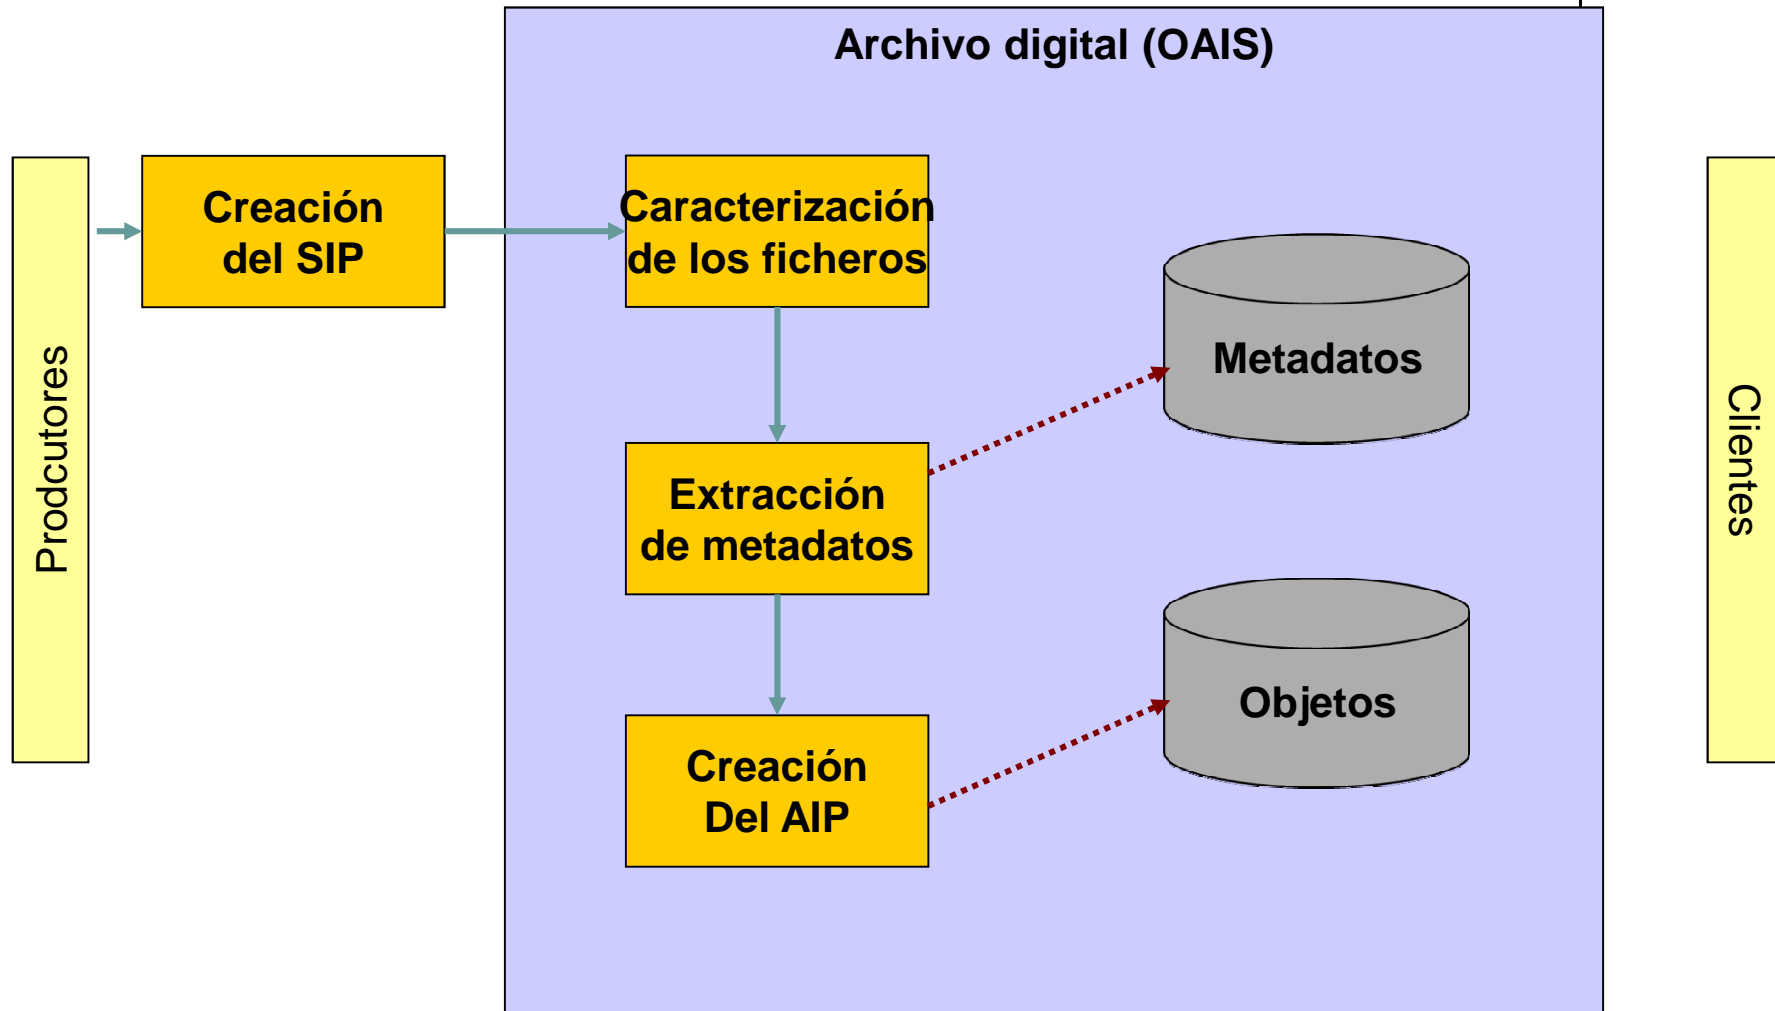 Archivo digital (OAIS)
Prodcutores
Creación
del SIP
Caracterización
de los ficheros
Extracción
de metadatos
Creación
Del AIP
Metadatos
Objetos
Clientes